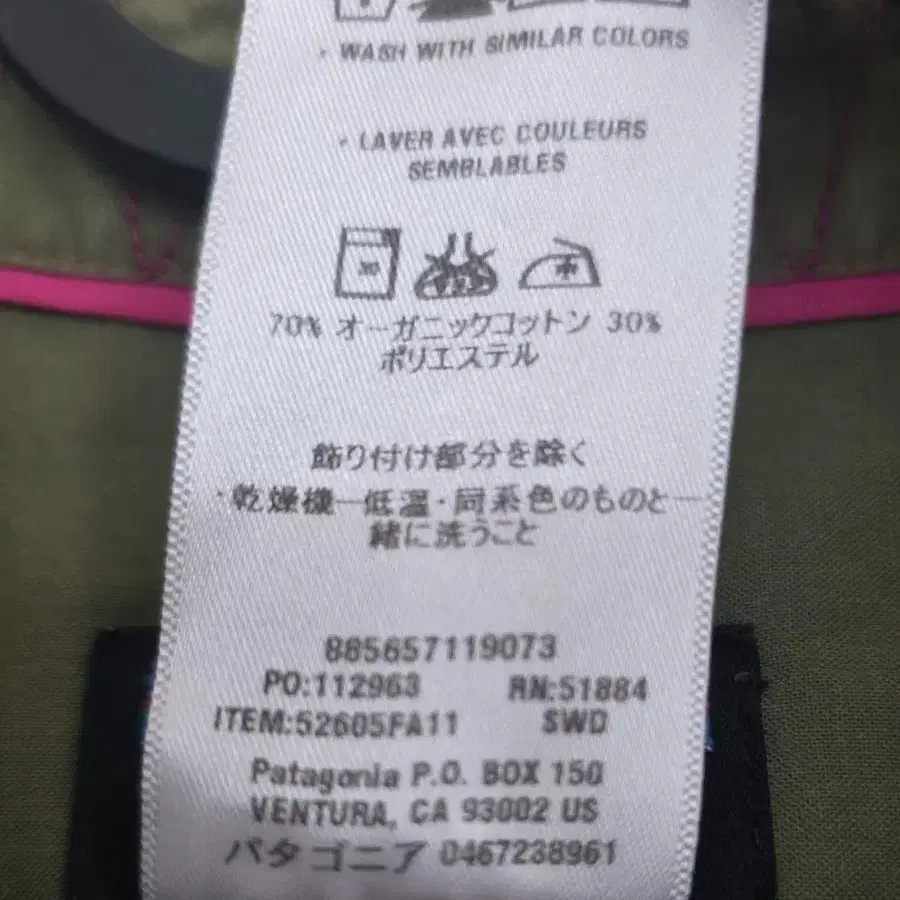 • WASH WITH SIMILAR COLORS
• LAVER AVEC COULEURS
SEMBLABLES
70% オーガニックコットン 30%
ポリエステル
飾り付け部分を除く
・乾燥機ー低温・同系色のものと一
緒に洗うこと
885657119073
PO:112963 RN:51884
ITEM:52605FA11 SWD
Patagonia P.O. BOX 150
VENTURA, CA 93002 US
パタゴニア 0467238961